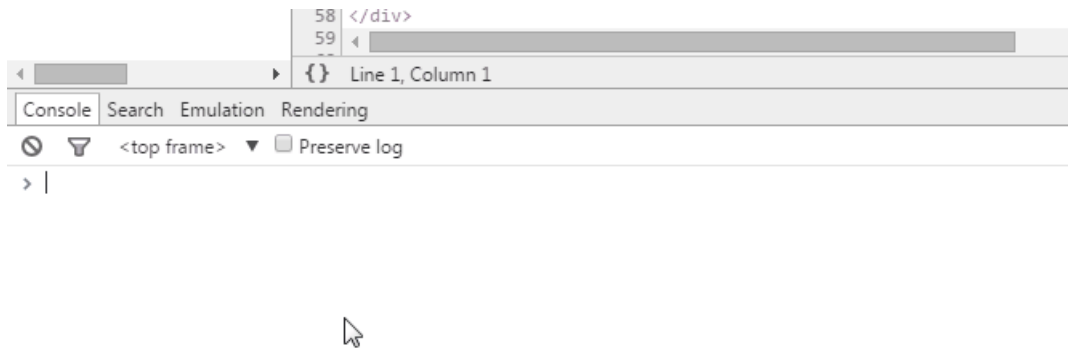 58 </div>
59
{} Line 1, Column 1
Console Search Emulation Rendering
<top frame> ▼ Preserve log
>